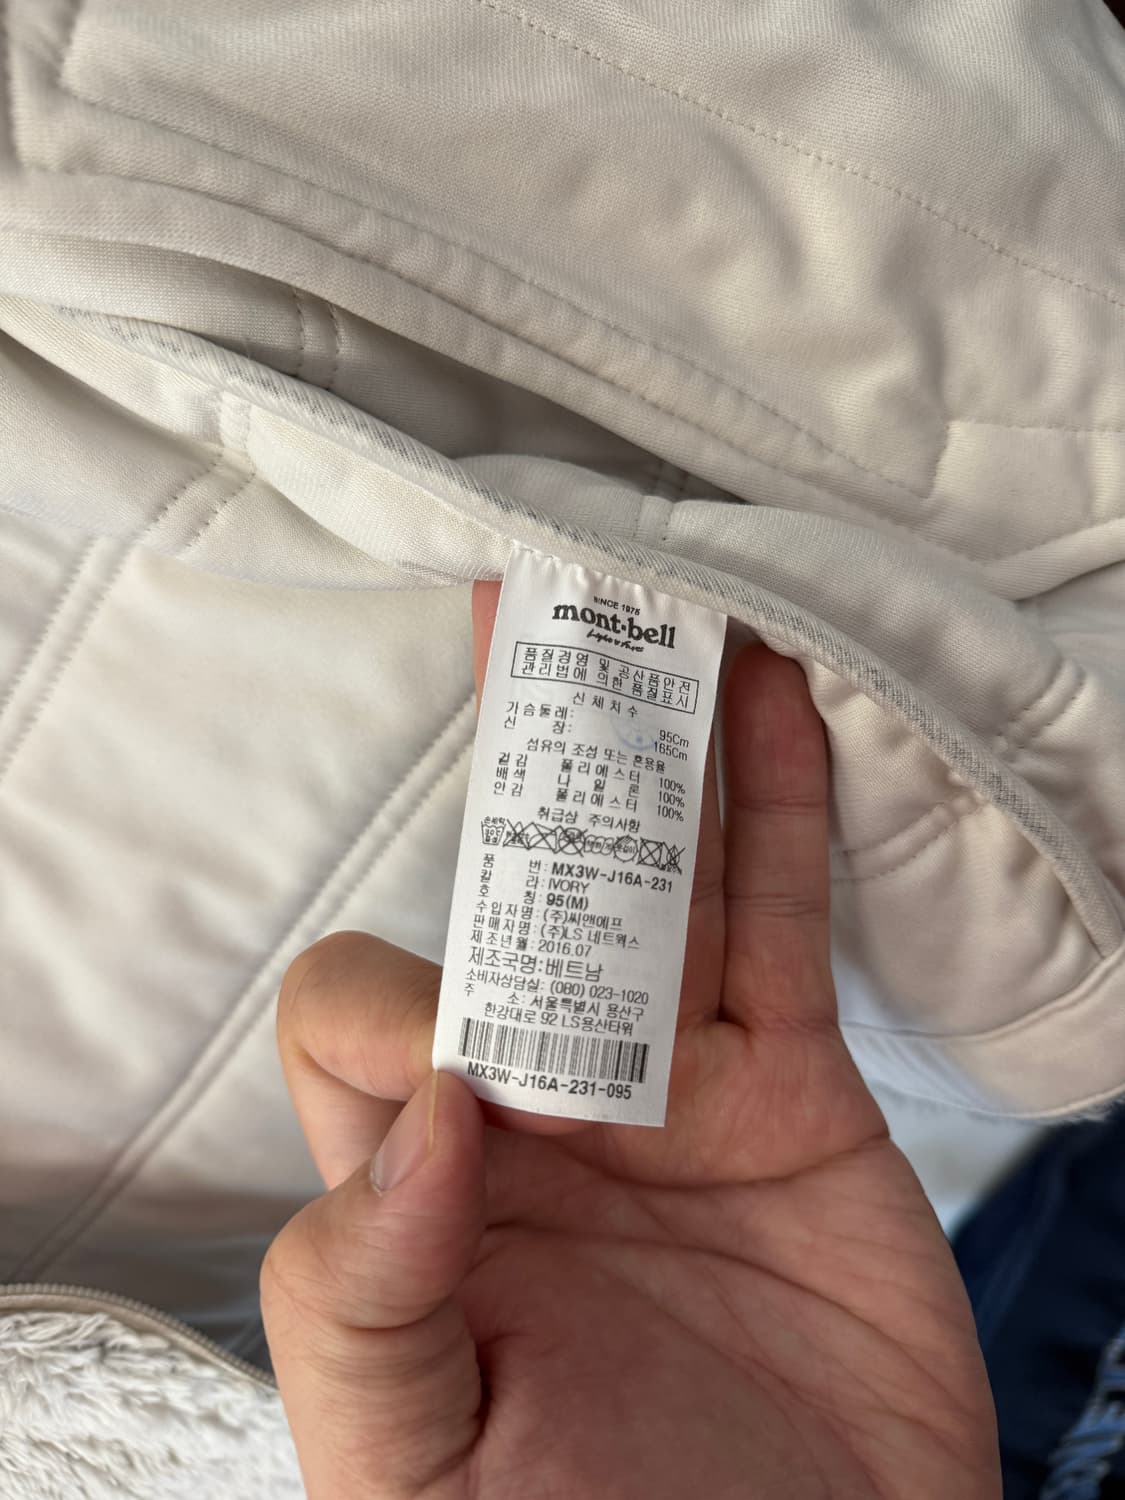 SINCE 1975
mont·bell
품질경영 및 공산품안전
관리법에 의한 품질표시
신체치수
가슴둘레: 95Cm
신 장: 165Cm
섬유의 조성 또는 혼용율
겉감 폴리에스터 100%
배색 나일론 100%
안감 폴리에스터 100%
취급상 주의사항
손세탁
30℃
중성
품 번: MX3W-J16A-231
칼 라: IVORY
호 칭: 95(M)
수입자명: (주)씨앤에프
판매자명: (주)LS 네트웍스
제조년월: 2016.07
제조국명: 베트남
소비자상담실: (080) 023-1020
주 소: 서울특별시 용산구
한강대로 92 LS용산타워
MX3W-J16A-231-095